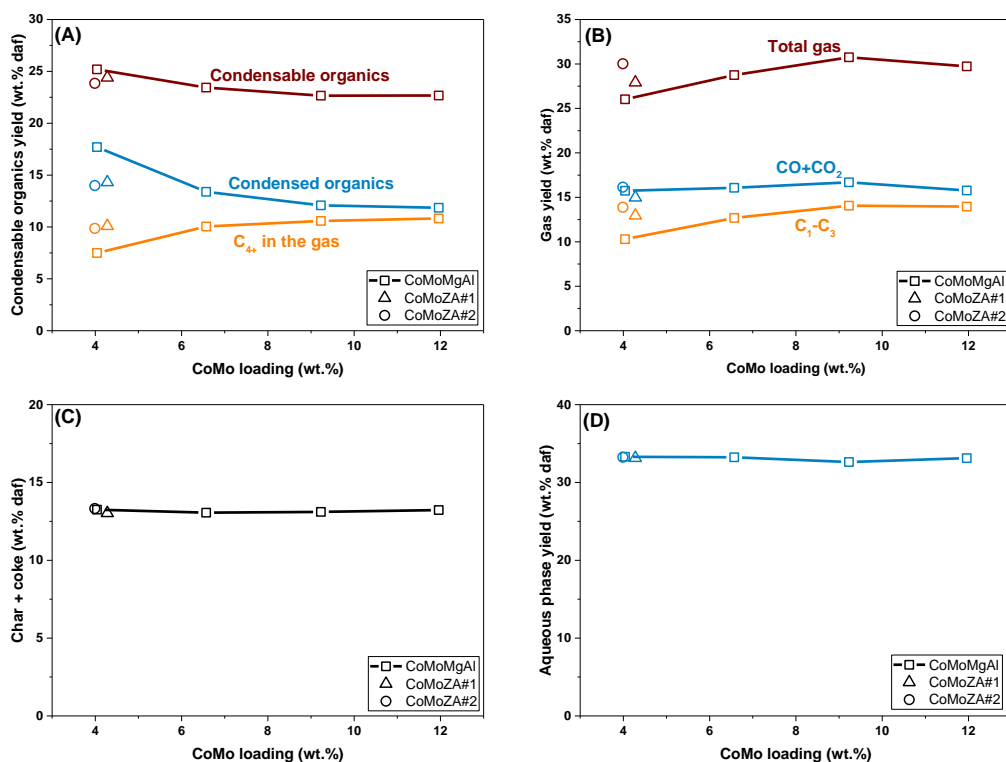 (A)
Condensable organics yield (wt.% daf)
30
25
20
15
10
5
0
Condensable organics
Condensed organics
C4+ in the gas
CoMoMgAl
CoMoZA#1
CoMoZA#2
4 6 8 10 12
CoMo loading (wt.%)
(B)
Gas yield (wt.% daf)
35
30
25
20
15
10
5
0
Total gas
CO+CO2
C1-C3
CoMoMgAl
CoMoZA#1
CoMoZA#2
4 6 8 10 12
CoMo loading (wt.%)
(C)
Char + coke (wt.% daf)
20
15
10
5
0
CoMoMgAl
CoMoZA#1
CoMoZA#2
4 6 8 10 12
CoMo loading (wt.%)
(D)
Aqueous phase yield (wt.% daf)
40
30
20
10
0
CoMoMgAl
CoMoZA#1
CoMoZA#2
4 6 8 10 12
CoMo loading (wt.%)